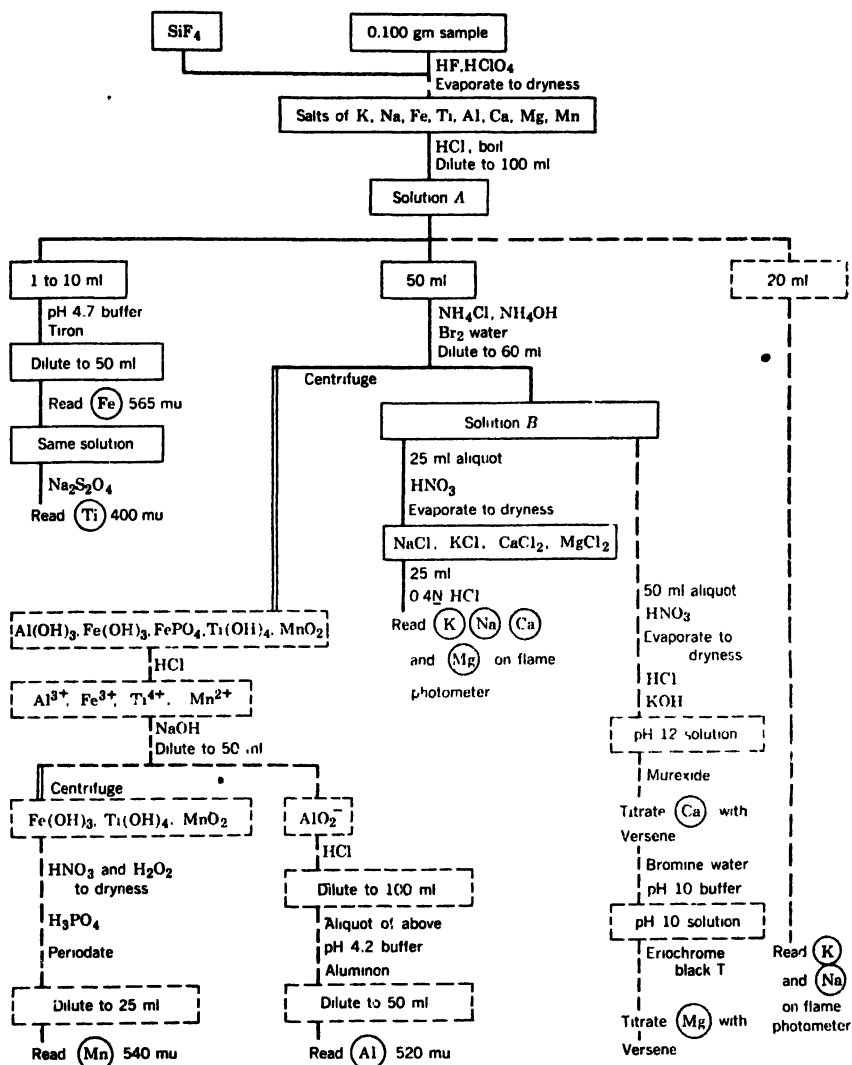 SiF4
0.100 gm sample
HF,HClO4
Evaporate to dryness
Salts of K, Na, Fe, Ti, Al, Ca, Mg, Mn
HCl, boil
Dilute to 100 ml
Solution A
1 to 10 ml
pH 4.7 buffer
Tiron
Dilute to 50 ml
Read Fe 565 mu
Same solution
Na2S2O4
Read Ti 400 mu
50 ml
NH4Cl, NH4OH
Br2 water
Dilute to 60 ml
Centrifuge
Solution B
25 ml aliquot
HNO3
Evaporate to dryness
NaCl, KCl, CaCl2, MgCl2
25 ml
0 4N HCl
Read K Na Ca
and Mg on flame
photometer
50 ml aliquot
HNO3
Evaporate to
dryness
HCl
KOH
pH 12 solution
Murexide
Titrate Ca with
Versene
Bromine water
pH 10 buffer
pH 10 solution
Eriochrome
black T
Titrate Mg with
Versene
20 ml
Read K
and Na
on flame
photometer
Al(OH)3, Fe(OH)3, FePO4, Ti(OH)4, MnO2
HCl
Al3+, Fe3+, Ti4+, Mn2+
NaOH
Dilute to 50 ml
Centrifuge
Fe(OH)3, Ti(OH)4, MnO2
HNO3 and H2O2
to dryness
H3PO4
Periodate
Dilute to 25 ml
Read Mn 540 mu
AlO2-
HCl
Dilute to 100 ml
Aliquot of above
pH 4.2 buffer
Aluminon
Dilute to 50 ml
Read Al 520 mu